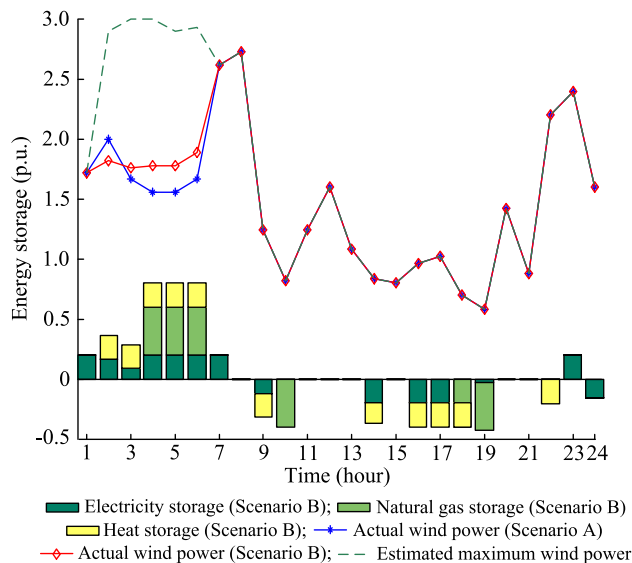 3.0
2.5
2.0
1.5
1.0
0.5
0
-0.5
Energy storage (p.u.)
1 3 5 7 9 11 13 15 17 19 21 23 24
Time (hour)
Electricity storage (Scenario B); Natural gas storage (Scenario B)
Heat storage (Scenario B); Actual wind power (Scenario A)
Actual wind power (Scenario B); Estimated maximum wind power